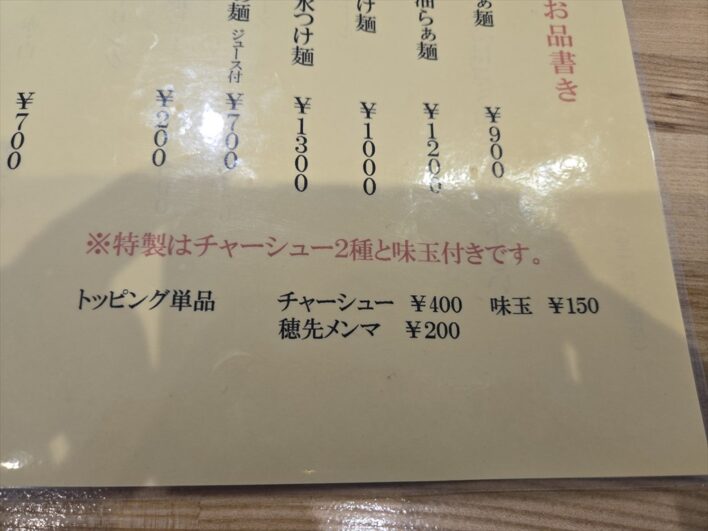 お品書き
ぁ麺 ¥900
油らぁ麺 ¥1200
け麺 ¥1000
水つけ麺 ¥1300
麺 ジュース付 ¥700
¥200
¥700
※特製はチャーシュー2種と味玉付きです。
トッピング単品 チャーシュー ¥400 味玉 ¥150
穂先メンマ ¥200